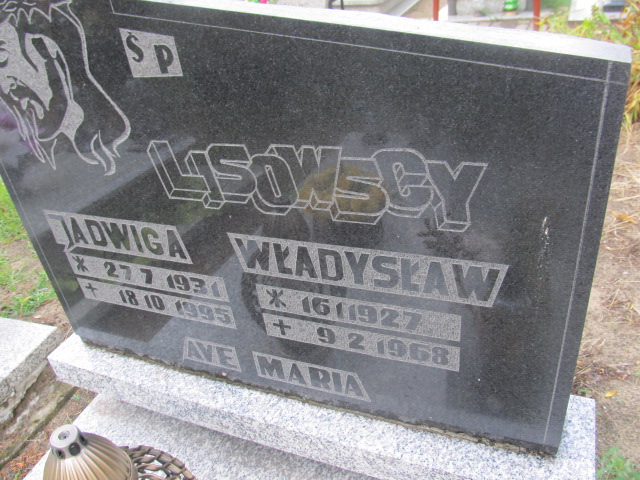 ŚP
LISOWSCY
JADWIGA
* 27 7 1931
+ 18 10 1995
WŁADYSŁAW
* 16 1 1927
+ 9 2 1968
AVE MARIA